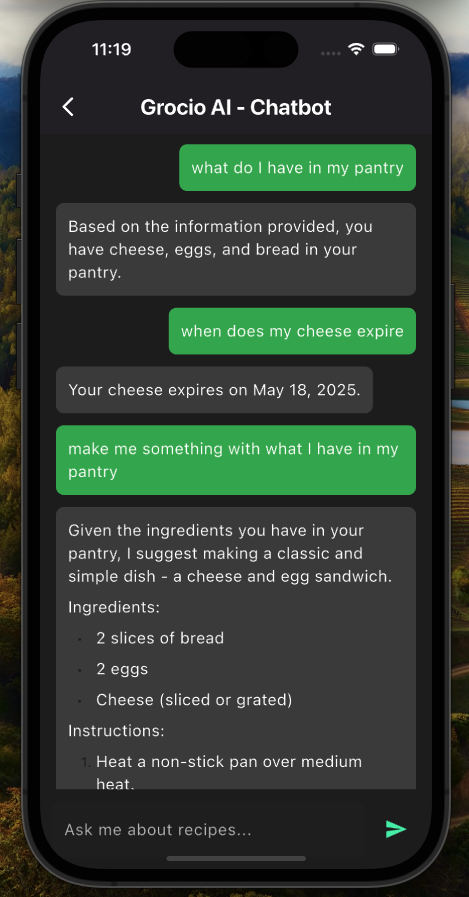 11:19
Grocio AI - Chatbot
what do I have in my pantry
Based on the information provided, you
have cheese, eggs, and bread in your
pantry.
when does my cheese expire
Your cheese expires on May 18, 2025.
make me something with what I have in my
pantry
Given the ingredients you have in your
pantry, I suggest making a classic and
simple dish - a cheese and egg sandwich.
Ingredients:
• 2 slices of bread
• 2 eggs
• Cheese (sliced or grated)
Instructions:
1. Heat a non-stick pan over medium
heat.
Ask me about recipes...